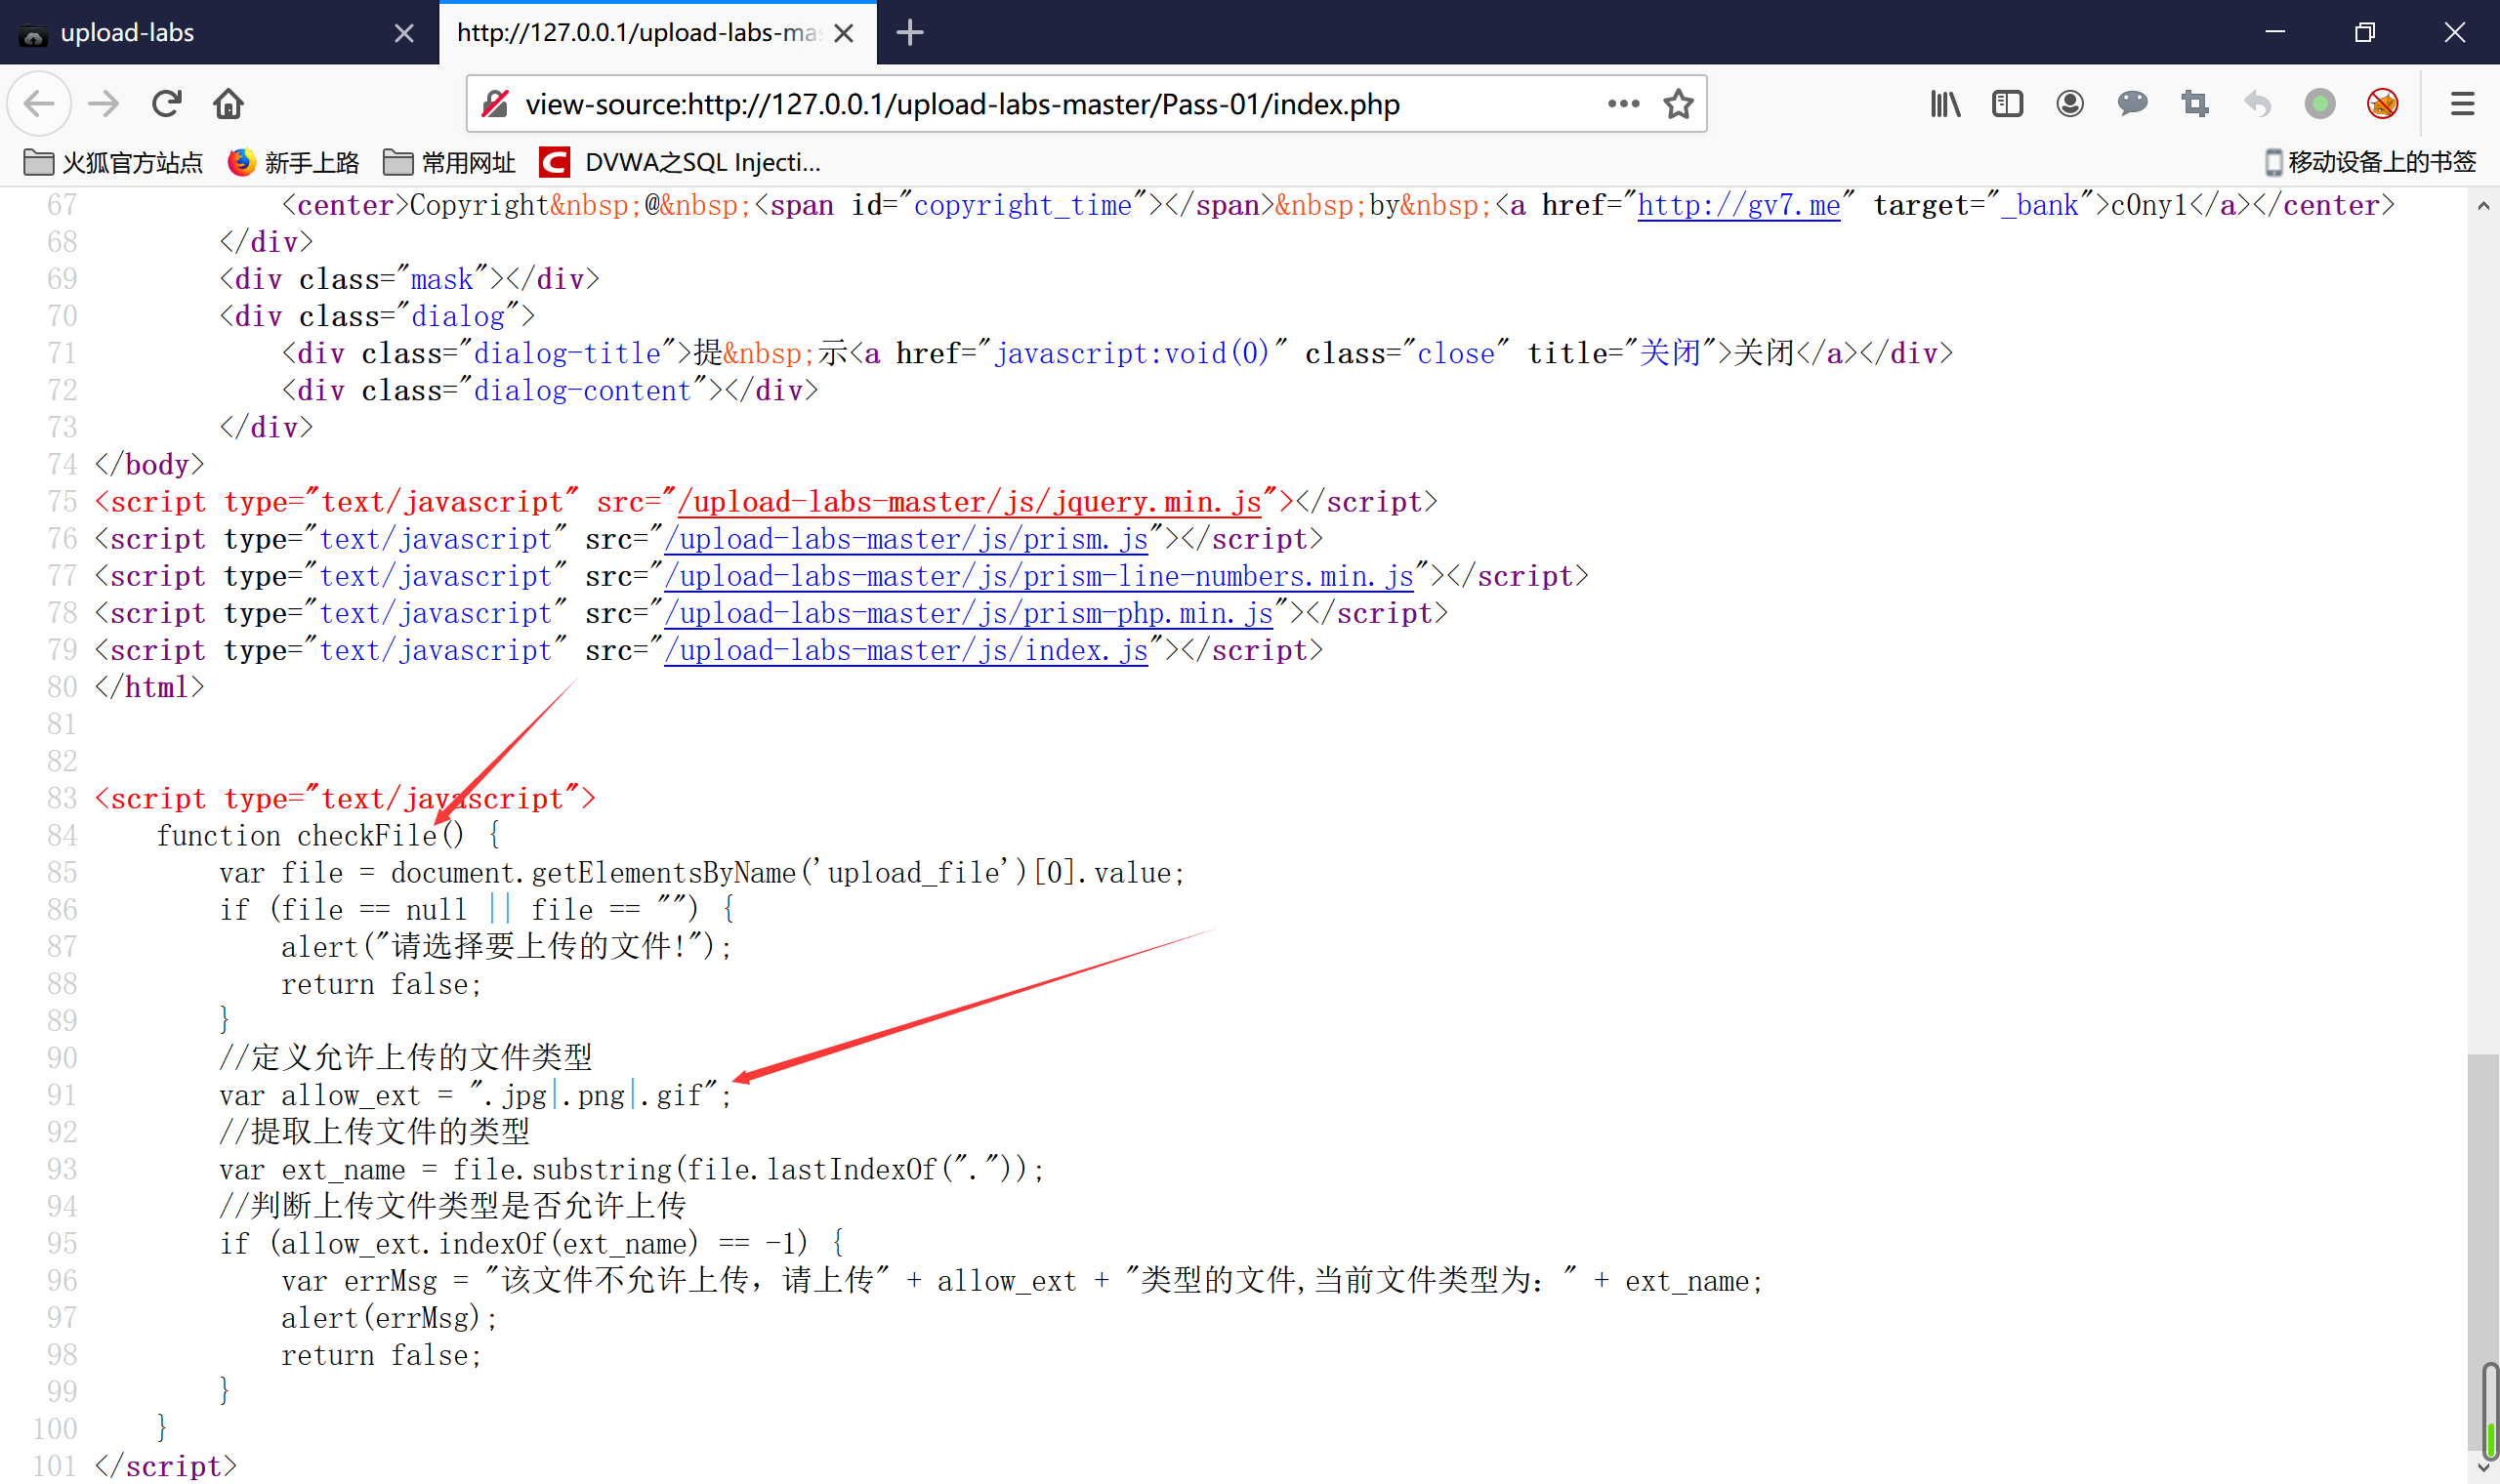 upload-labs
http://127.0.0.1/upload-labs-mas
view-source:http://127.0.0.1/upload-labs-master/Pass-01/index.php
火狐官方站点 新手上路 常用网址 DVWA之SQL Injecti... 移动设备上的书签
67 <center>Copyright&nbsp;@&nbsp;<span id="copyright_time"></span>&nbsp;by&nbsp;<a href="http://gv7.me" target="_bank">c0ny1</a></center>
68 </div>
69 <div class="mask"></div>
70 <div class="dialog">
71 <div class="dialog-title">提&nbsp;示<a href="javascript:void(0)" class="close" title="关闭">关闭</a></div>
72 <div class="dialog-content"></div>
73 </div>
74 </body>
75 <script type="text/javascript" src="/upload-labs-master/js/jquery.min.js"></script>
76 <script type="text/javascript" src="/upload-labs-master/js/prism.js"></script>
77 <script type="text/javascript" src="/upload-labs-master/js/prism-line-numbers.min.js"></script>
78 <script type="text/javascript" src="/upload-labs-master/js/prism-php.min.js"></script>
79 <script type="text/javascript" src="/upload-labs-master/js/index.js"></script>
80 </html>
81
82
83 <script type="text/javascript">
84 function checkFile() {
85 var file = document.getElementsByName('upload_file')[0].value;
86 if (file == null || file == "") {
87 alert("请选择要上传的文件!");
88 return false;
89 }
90 //定义允许上传的文件类型
91 var allow_ext = ".jpg|.png|.gif";
92 //提取上传文件的类型
93 var ext_name = file.substring(file.lastIndexOf("."));
94 //判断上传文件类型是否允许上传
95 if (allow_ext.indexOf(ext_name) == -1) {
96 var errMsg = "该文件不允许上传，请上传" + allow_ext + "类型的文件,当前文件类型为：" + ext_name;
97 alert(errMsg);
98 return false;
99 }
100 }
101 </script>